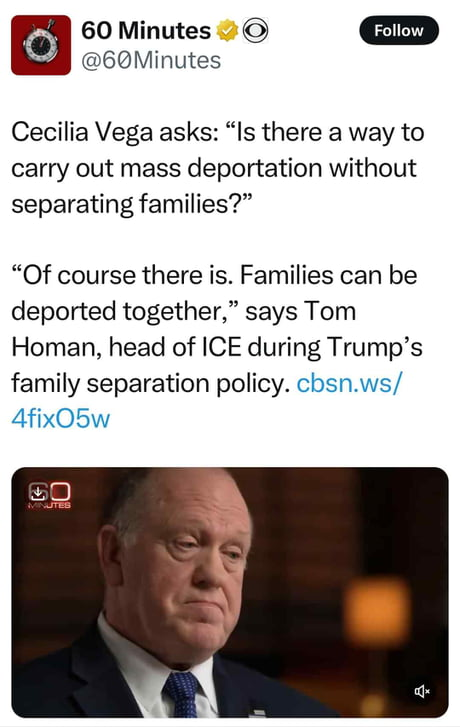 60 Minutes
Follow
@60Minutes
Cecilia Vega asks: “Is there a way to
carry out mass deportation without
separating families?”
“Of course there is. Families can be
deported together,” says Tom
Homan, head of ICE during Trump’s
family separation policy. cbsn.ws/
4fixO5w
60
MINUTES